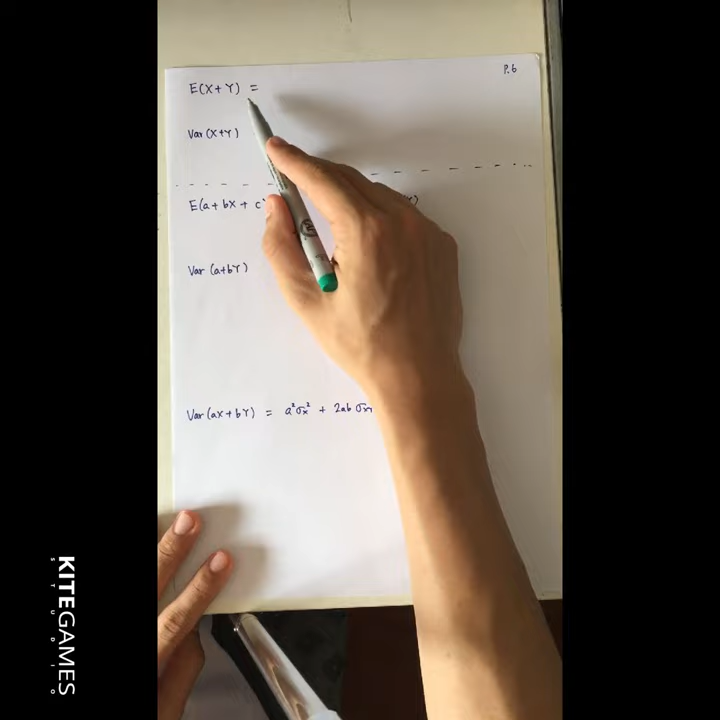 P.6
E(X+Y) =
Var(X+Y)
E(a+bX+c
Var(a+bY)
Var(aX+bY) = a²σₓ² + 2ab
KITEGAMES
STUDIO